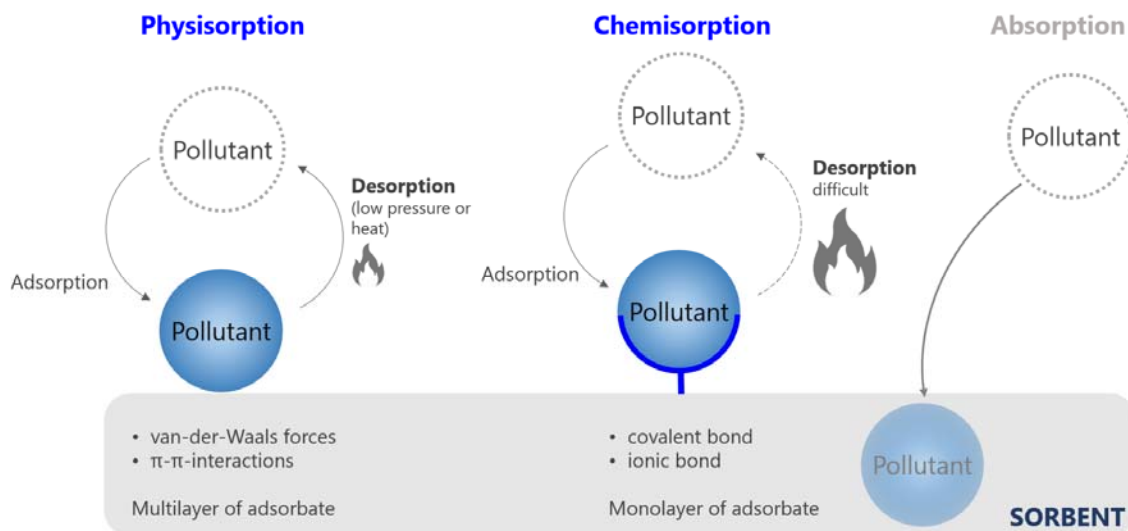 Physisorption
Chemisorption
Absorption
Pollutant
Pollutant
Pollutant
Desorption
(low pressure or
heat)
Desorption
difficult
Adsorption
Adsorption
Pollutant
Pollutant
• van-der-Waals forces
• π-π-interactions
Multilayer of adsorbate
• covalent bond
• ionic bond
Monolayer of adsorbate
Pollutant
SORBENT